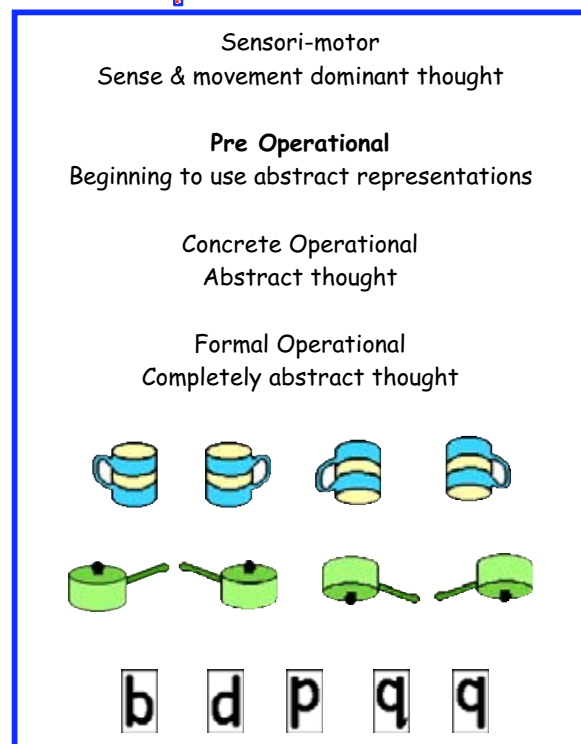 Sensori-motor
Sense & movement dominant thought
Pre Operational
Beginning to use abstract representations
Concrete Operational
Abstract thought
Formal Operational
Completely abstract thought
b d p q q